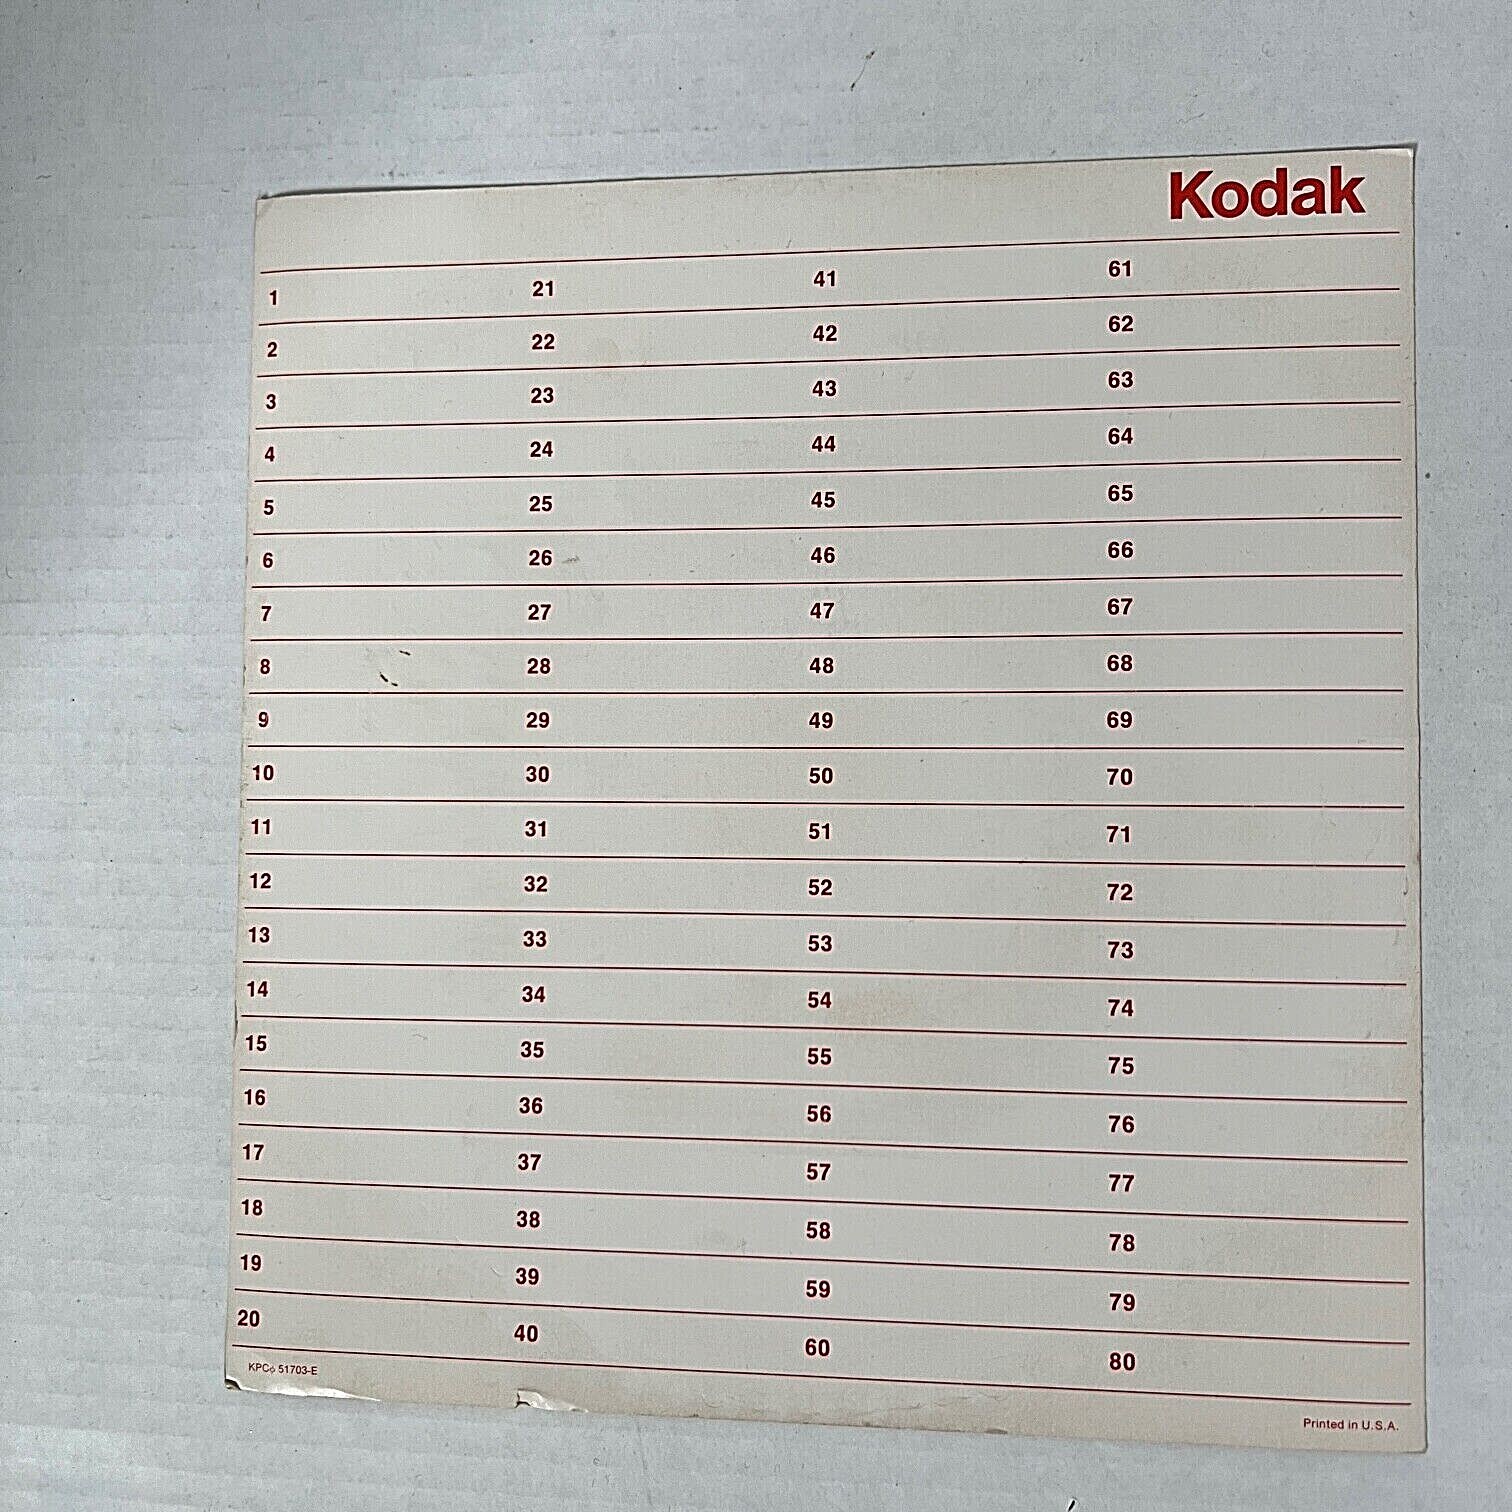 Kodak
1 21 41 61
2 22 42 62
3 23 43 63
4 24 44 64
5 25 45 65
6 26 46 66
7 27 47 67
8 28 48 68
9 29 49 69
10 30 50 70
11 31 51 71
12 32 52 72
13 33 53 73
14 34 54 74
15 35 55 75
16 36 56 76
17 37 57 77
18 38 58 78
19 39 59 79
20 40 60 80
KPC⌀ 51703-E
Printed in U.S.A.